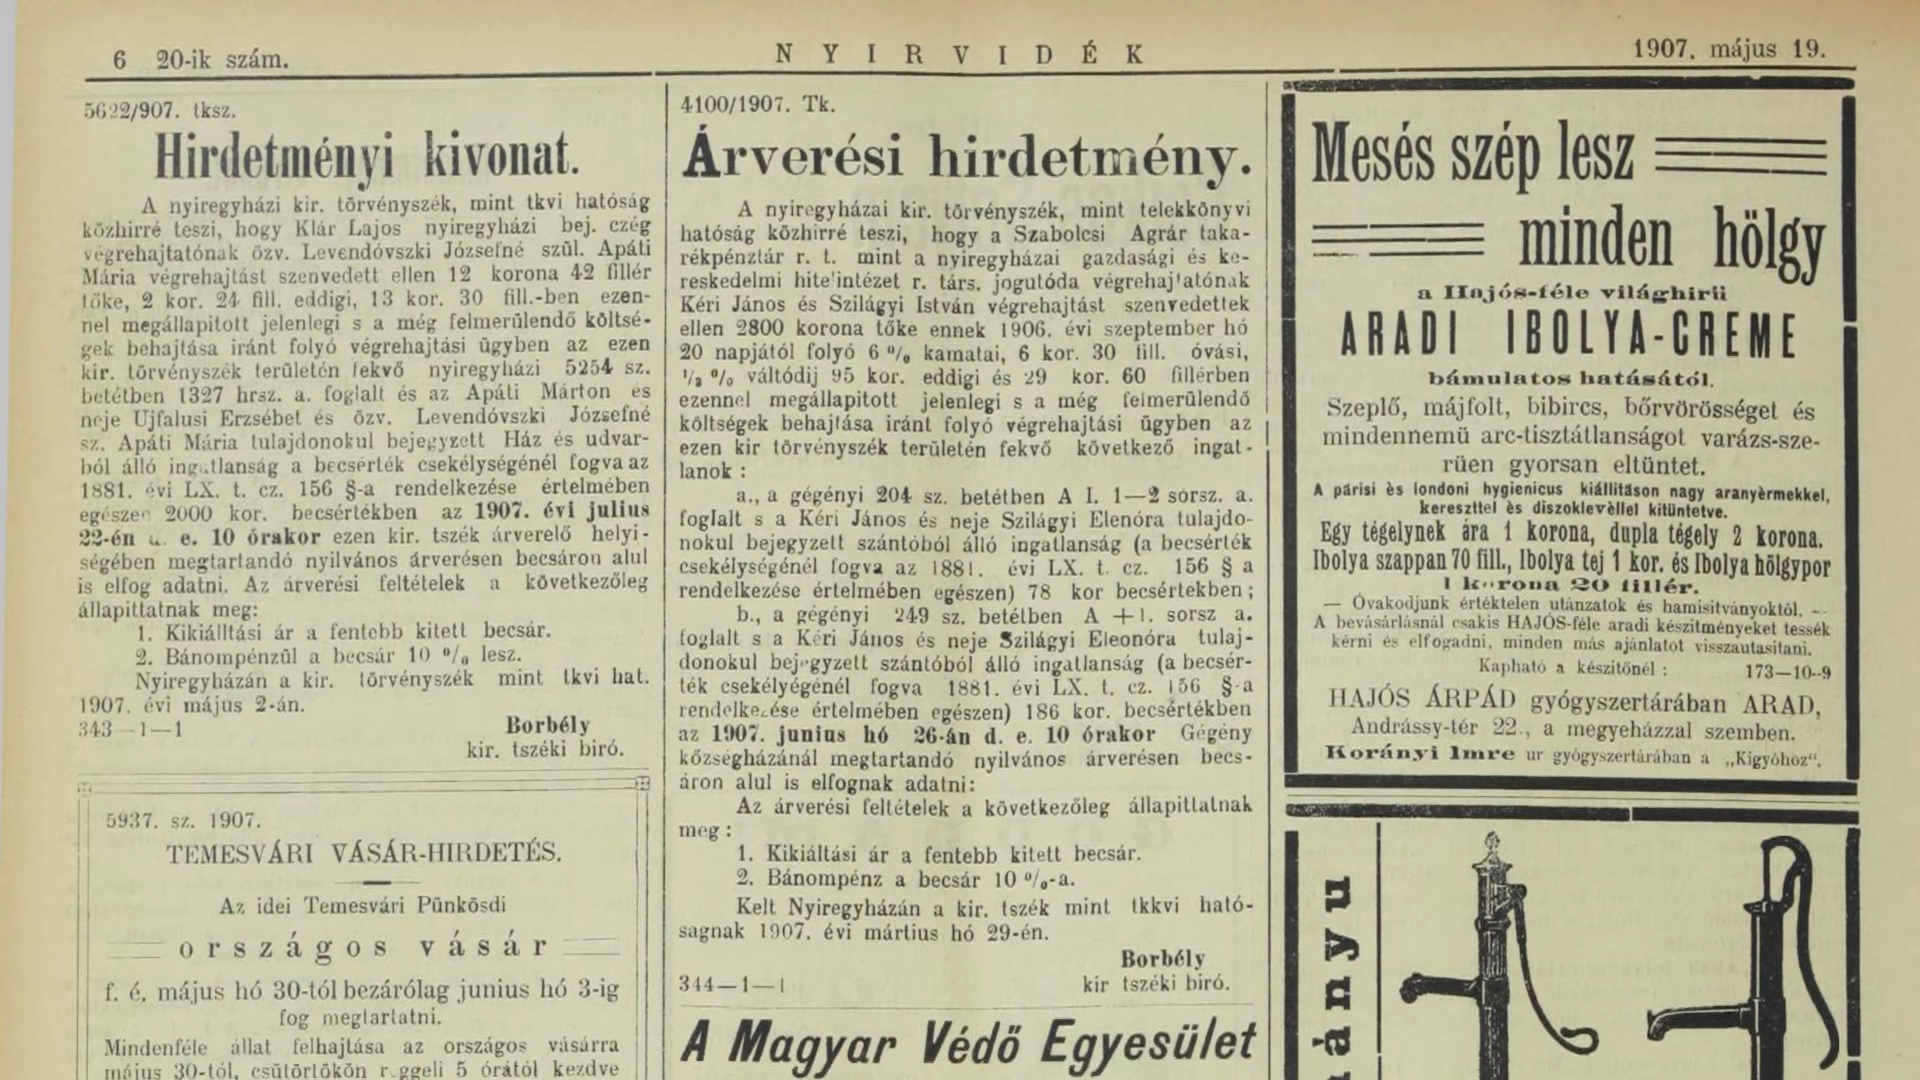 6 20-ik szám.
NYIRVIDÉK
1907. május 19.
5622/907. tksz.
Hirdetményi kivonat.
A nyiregyházi kir. törvényszék, mint tkvi hatóság
közhirré teszi, hogy Klár Lajos nyiregyházi bej. czég
végrehajtatónak özv. Levendóvszki Józsefné szül. Apáti
Mária végrehajtást szenvedett ellen 12 korona 42 fillér
tőke, 2 kor. 24 fill. eddigi, 13 kor. 30 fill.-ben ezen-
nel megállapitott jelenlegi s a még felmerülendő költsé-
gek behajtása iránt folyó végrehajtási ügyben az ezen
kir. törvényszék területén fekvő nyiregyházi 5254 sz.
betétben 1327 hrsz. a. foglalt és az Apáti Márton és
neje Ujfalusi Erzsébet és özv. Levendóvszki Józsefné
sz. Apáti Mária tulajdonokul bejegyzett Ház és udvar-
ból álló ingatlanság a becsérték csekélységénél fogva az
1881. évi LX. t. cz. 156 §-a rendelkezése értelmében
egészen 2000 kor. becsértékben az 1907. évi julius
22-én d. e. 10 órakor ezen kir. tszék árverelő helyi-
ségében megtartandó nyilvános árverésen becsáron alul
is elfog adatni. Az árverési feltételek a következőleg
állapittatnak meg:
1. Kikiálltási ár a fentebb kitett becsár.
2. Bánompénzül a becsár 10 % lesz.
Nyiregyházán a kir. törvényszék mint tkvi hat.
1907. évi május 2-án.
343—1—1
Borbély
kir. tszéki biró.
5937. sz. 1907.
TEMESVÁRI VÁSÁR-HIRDETÉS.
Az idei Temesvári Pünkösdi
országos vásár
f. é. május hó 30-tól bezárólag junius hó 3-ig
fog megtartatni.
Mindenféle állat felhajtása az országos vásárra
május 30-tól, csütörtökön reggeli 5 órától kezdve
4100/1907. Tk.
Árverési hirdetmény.
A nyiregyházai kir. törvényszék, mint telekkönyvi
hatóság közhirré teszi, hogy a Szabolcsi Agrár taka-
rékpénztár r. t. mint a nyiregyházai gazdasági és ke-
reskedelmi hitelintézet r. társ. jogutóda végrehajtatónak
Kéri János és Szilágyi István végrehajtást szenvedettek
ellen 2800 korona tőke ennek 1906. évi szeptember hó
20 napjától folyó 6 % kamatai, 6 kor. 30 fill. óvási,
1/3 % váltódij 95 kor. eddigi és 29 kor. 60 fillérben
ezennel megállapitott jelenlegi s a még felmerülendő
költségek behajtása iránt folyó végrehajtási ügyben az
ezen kir törvényszék területén fekvő következő ingat-
lanok :
a., a gégényi 204 sz. betétben A I. 1—2 sorsz. a.
foglalt s a Kéri János és neje Szilágyi Elenóra tulajdo-
nokul bejegyzett szántóból álló ingatlanság (a becsérték
csekélységénél fogva az 1881. évi LX. t. cz. 156 § a
rendelkezése értelmében egészen) 78 kor becsértékben ;
b., a gégényi 249 sz. betétben A + 1. sorsz a.
foglalt s a Kéri János és neje Szilágyi Eleonóra tulaj-
donokul bejegyzett szántóból álló ingatlanság (a becsér-
ték csekélyégénél fogva 1881. évi LX. t. cz. 156 §-a
rendelkezése értelmében egészen) 186 kor. becsértékben
az 1907. junius hó 26-án d. e. 10 órakor Gégény
községházánál megtartandó nyilvános árverésen becs-
áron alul is elfognak adatni:
Az árverési feltételek a következőleg állapittatnak
meg :
1. Kikiáltási ár a fentebb kitett becsár.
2. Bánompénz a becsár 10 %-a.
Kelt Nyiregyházán a kir. tszék mint tkkvi ható-
sagnak 1907. évi mártius hó 29-én.
Borbély
344—1—1
kir tszéki biró.
A Magyar Védő Egyesület
Mesés szép lesz
minden hölgy
a Hajós-féle világhirü
ARADI IBOLYA-CREME
bámulatos hatásától.
Szeplő, májfolt, bibircs, bőrvörösséget és
mindennemü arc-tisztátlanságot varázs-sze-
rüen gyorsan eltüntet.
A párisi ès londoni hygienicus kiállitáson nagy aranyèrmekkel,
kereszttel ès diszoklevèllel kitüntetve.
Egy tégelynek ára 1 korona, dupla tégely 2 korona.
Ibolya szappan 70 fill., Ibolya tej 1 kor. és Ibolya hölgypor
1 korona 20 fillér.
— Óvakodjunk értéktelen utánzatok és hamisitványoktól. —
A bevásárlásnál csakis HAJÓS-féle aradi készitményeket tessék
kérni és elfogadni, minden más ajánlatot visszautasitani.
Kapható a készitőnél : 173—10—9
HAJÓS ÁRPÁD gyógyszertárában ARAD,
Andrássy-tér 22., a megyeházzal szemben.
Korányi Imre ur gyógyszertárában a „Kigyóhoz".
ányu